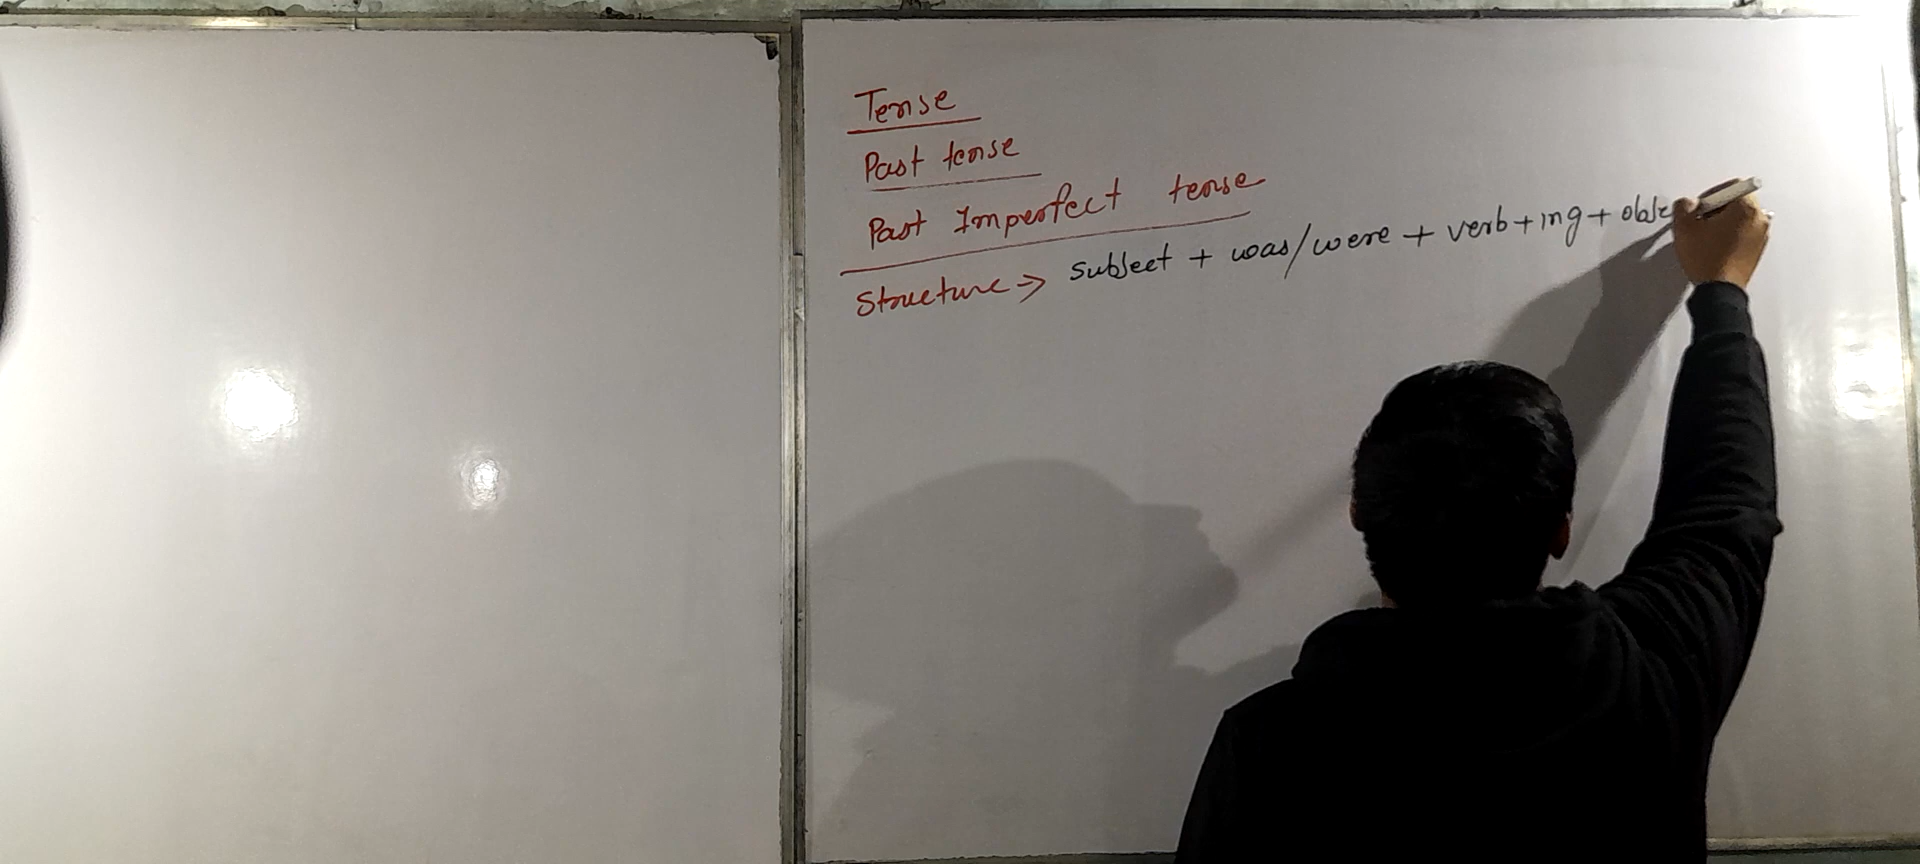 Tense
Past tense
Past Imperfect tense
Structure → subject + was/were + verb + ing +